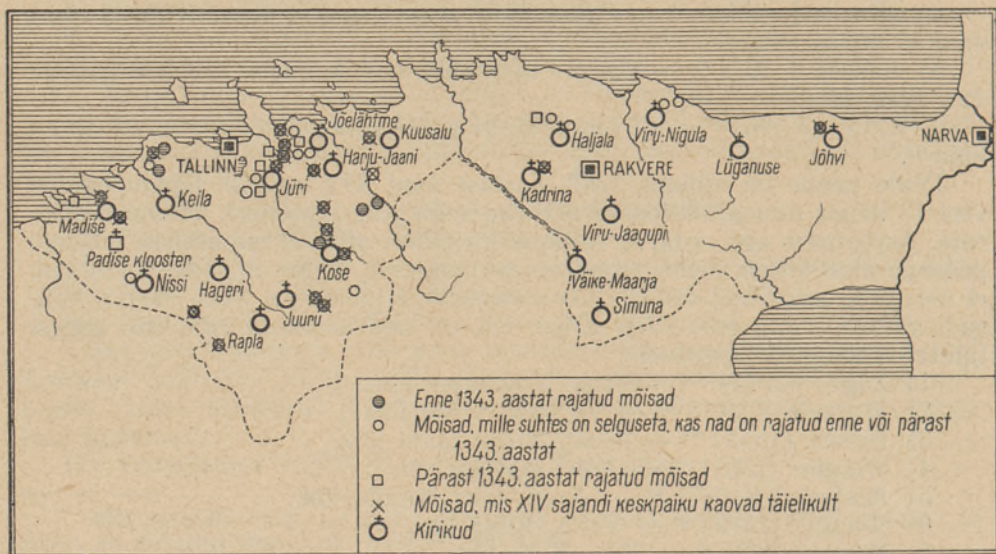 Jõelähtme
Kuusalu
TALLINN
Harju-Jaani
Jüri
Keila
Madise
Padise klooster
Nissi
Hageri
Kose
Juuru
Rapla
Haljala
Viru-Nigula
Kadrina
RAKVERE
Lüganuse
Jõhvi
NARVA
Viru-Jaagupi
Väike-Maarja
Simuna
Enne 1343. aastat rajatud mõisad
Mõisad, mille suhtes on selguseta, kas nad on rajatud enne või pärast
1343. aastat
Pärast 1343. aastat rajatud mõisad
Mõisad, mis XIV sajandi keskpaiku kaovad täielikult
Kirikud